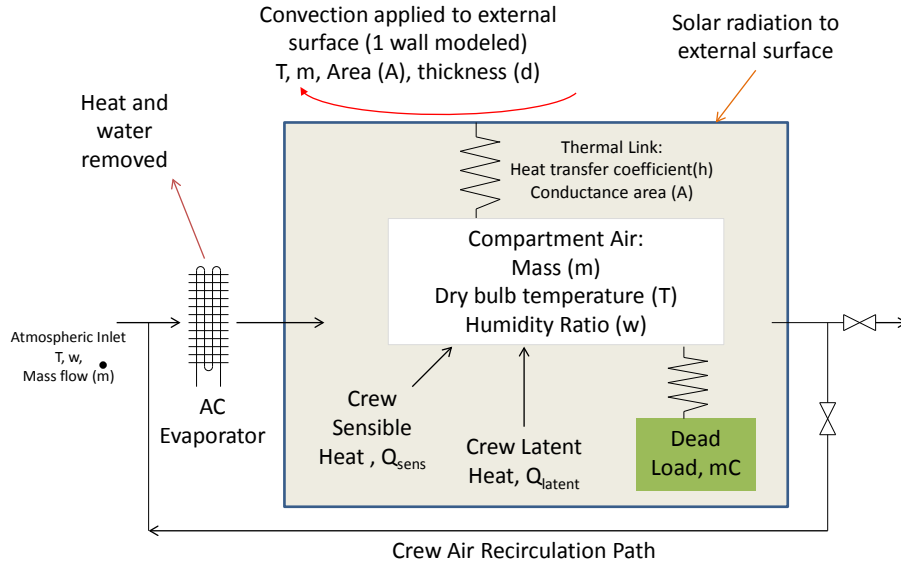 Convection applied to external
surface (1 wall modeled)
T, m, Area (A), thickness (d)
Solar radiation to
external surface
Heat and
water
removed
Thermal Link:
Heat transfer coefficient(h)
Conductance area (A)
Compartment Air:
Mass (m)
Dry bulb temperature (T)
Humidity Ratio (w)
Atmospheric Inlet
T, w,
Mass flow (ṁ)
AC
Evaporator
Crew
Sensible
Heat , Qsens
Crew Latent
Heat, Qlatent
Dead
Load, mC
Crew Air Recirculation Path